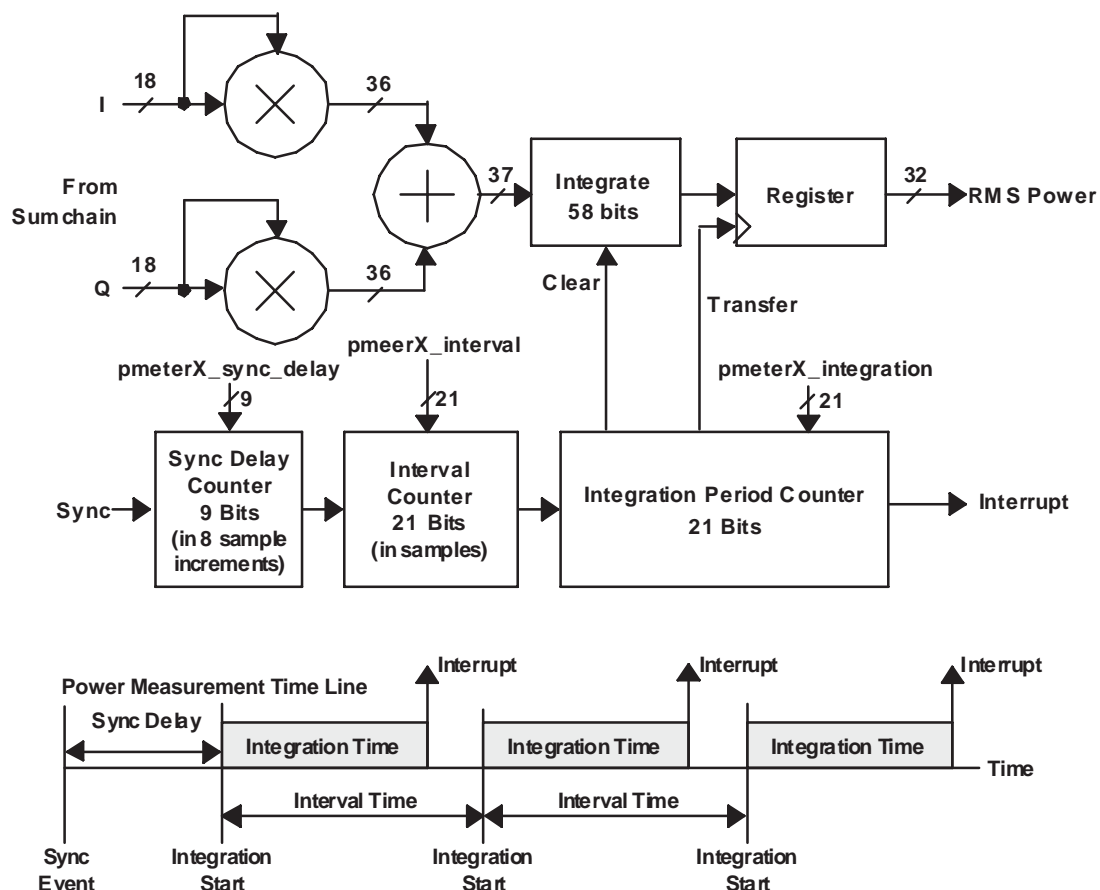 18
I
36
From
Sumchain
37
Integrate
58 bits
Register
32
RMS Power
18
Q
36
Clear
Transfer
pmeterX_sync_delay
9
pmeerX_interval
21
pmeterX_integration
21
Sync
Sync Delay
Counter
9 Bits
(in 8 sample
increments)
Interval
Counter
21 Bits
(in samples)
Integration Period Counter
21 Bits
Interrupt
Power Measurement Time Line
Interrupt
Interrupt
Interrupt
Sync Delay
Integration Time
Integration Time
Integration Time
Time
Interval Time
Interval Time
Sync
Event
Integration
Start
Integration
Start
Integration
Start